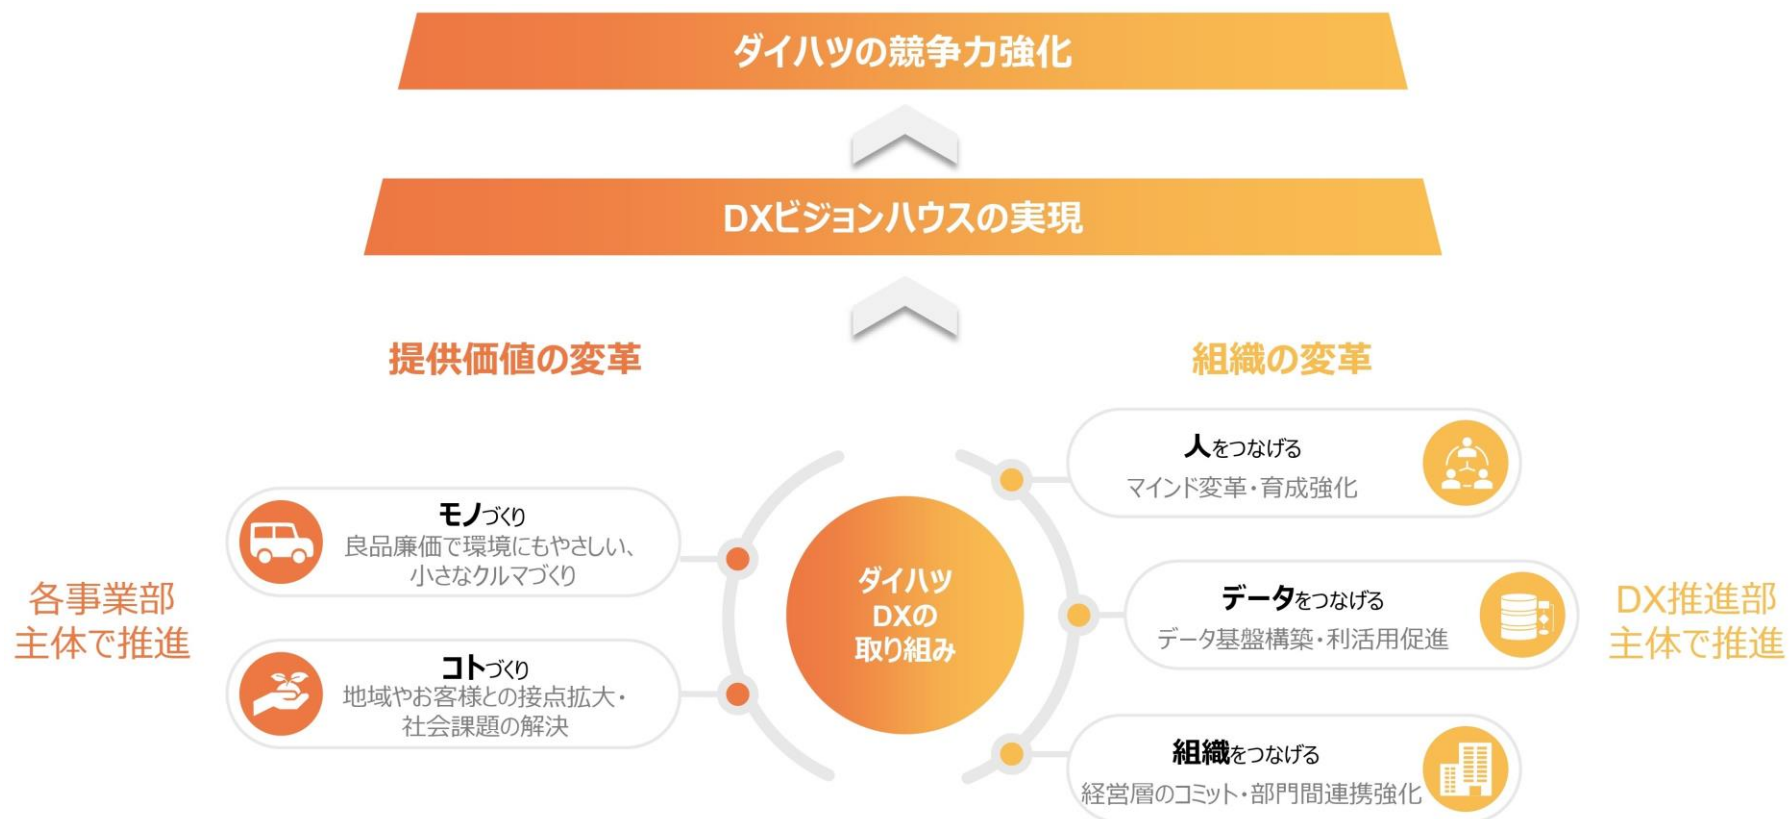 ダイハツの競争力強化
DXビジョンハウスの実現
提供価値の変革
組織の変革
各事業部
主体で推進
モノづくり
良品廉価で環境にもやさしい、
小さなクルマづくり
コトづくり
地域やお客様との接点拡大・
社会課題の解決
ダイハツ
DXの
取り組み
人をつなげる
マインド変革・育成強化
データをつなげる
データ基盤構築・利活用促進
組織をつなげる
経営層のコミット・部門間連携強化
DX推進部
主体で推進